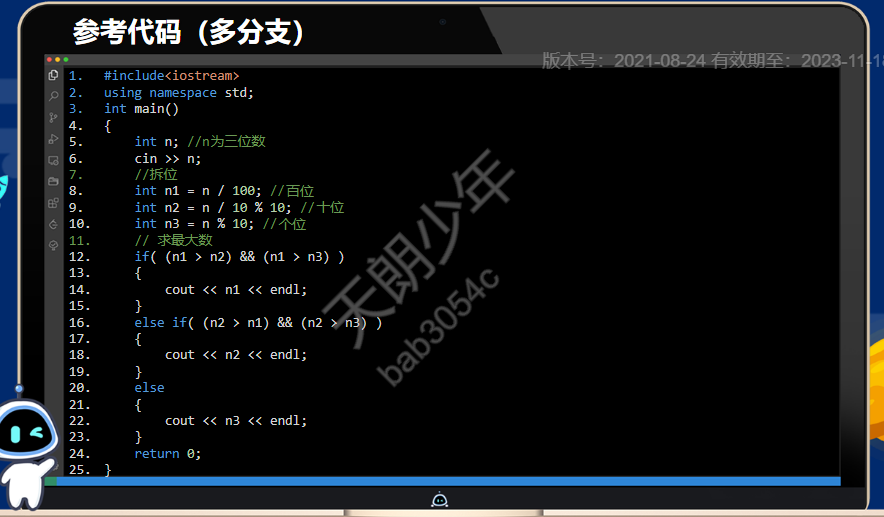 参考代码（多分支）
版本号：2021-08-24 有效期至：2023-11-18
1. #include<iostream>
2. using namespace std;
3. int main()
4. {
5. int n; //n为三位数
6. cin >> n;
7. //拆位
8. int n1 = n / 100; //百位
9. int n2 = n / 10 % 10; //十位
10. int n3 = n % 10; //个位
11. // 求最大数
12. if( (n1 > n2) && (n1 > n3) )
13. {
14. cout << n1 << endl;
15. }
16. else if( (n2 > n1) && (n2 > n3) )
17. {
18. cout << n2 << endl;
19. }
20. else
21. {
22. cout << n3 << endl;
23. }
24. return 0;
25. }
天朗少年
bab3054c